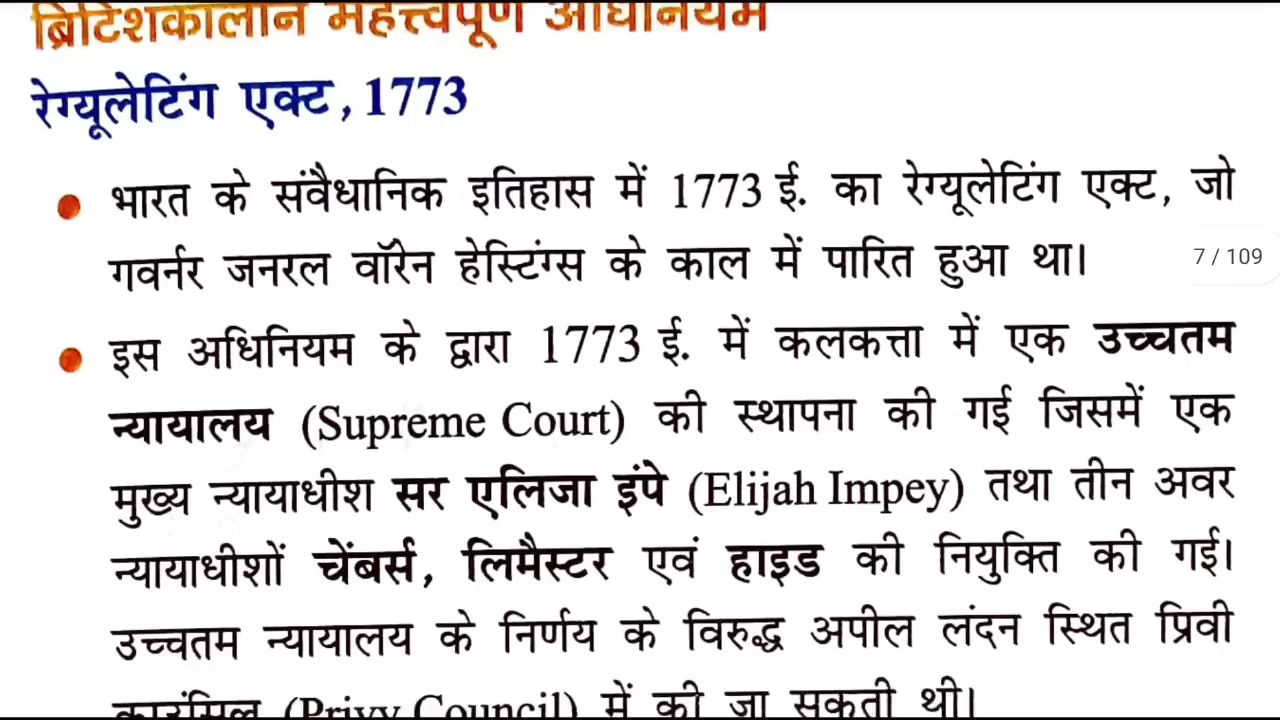 ब्रिटिशकालीन महत्त्वपूर्ण अधिनियम
रेग्यूलेटिंग एक्ट, 1773
भारत के संवैधानिक इतिहास में 1773 ई. का रेग्यूलेटिंग एक्ट, जो
गवर्नर जनरल वॉरेन हेस्टिंग्स के काल में पारित हुआ था।
7 / 109
इस अधिनियम के द्वारा 1773 ई. में कलकत्ता में एक उच्चतम
न्यायालय (Supreme Court) की स्थापना की गई जिसमें एक
मुख्य न्यायाधीश सर एलिजा इंपे (Elijah Impey) तथा तीन अवर
न्यायाधीशों चेंबर्स, लिमैस्टर एवं हाइड की नियुक्ति की गई।
उच्चतम न्यायालय के निर्णय के विरुद्ध अपील लंदन स्थित प्रिवी
काउंसिल (Privy Council) में की जा सकती थी।